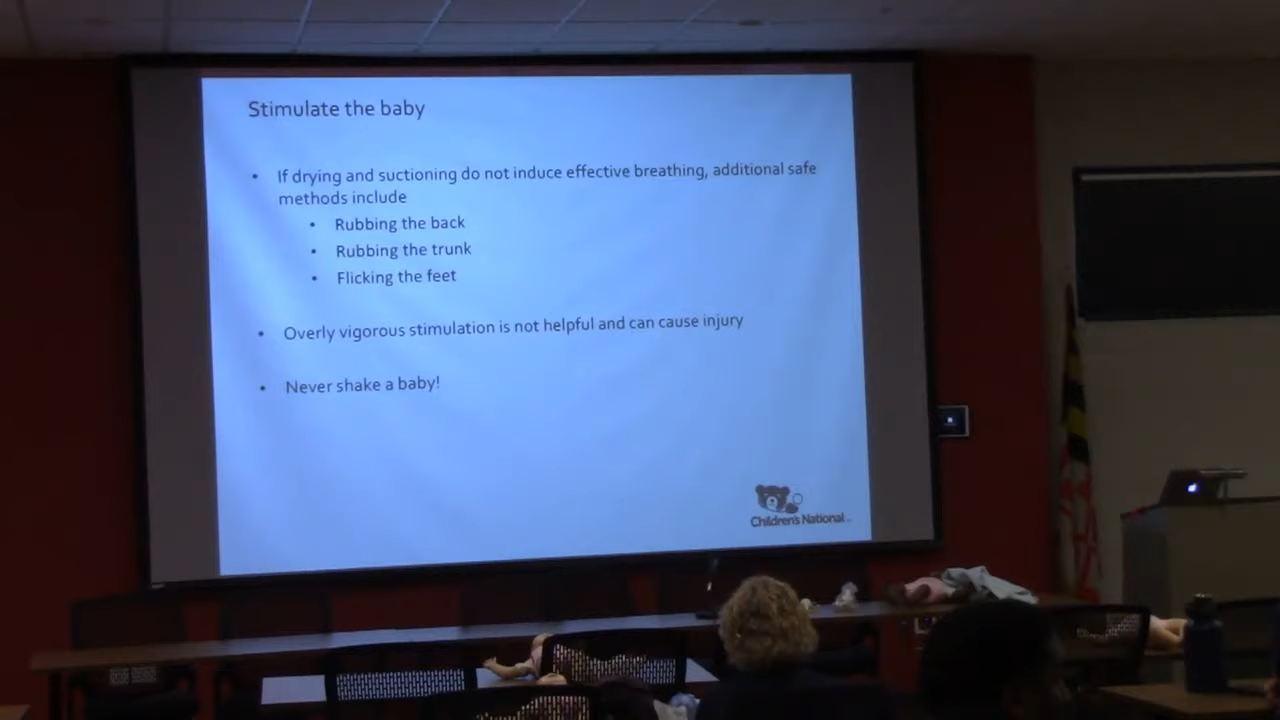 Stimulate the baby
• If drying and suctioning do not induce effective breathing, additional safe
methods include
• Rubbing the back
• Rubbing the trunk
• Flicking the feet
• Overly vigorous stimulation is not helpful and can cause injury
• Never shake a baby!
Children's National